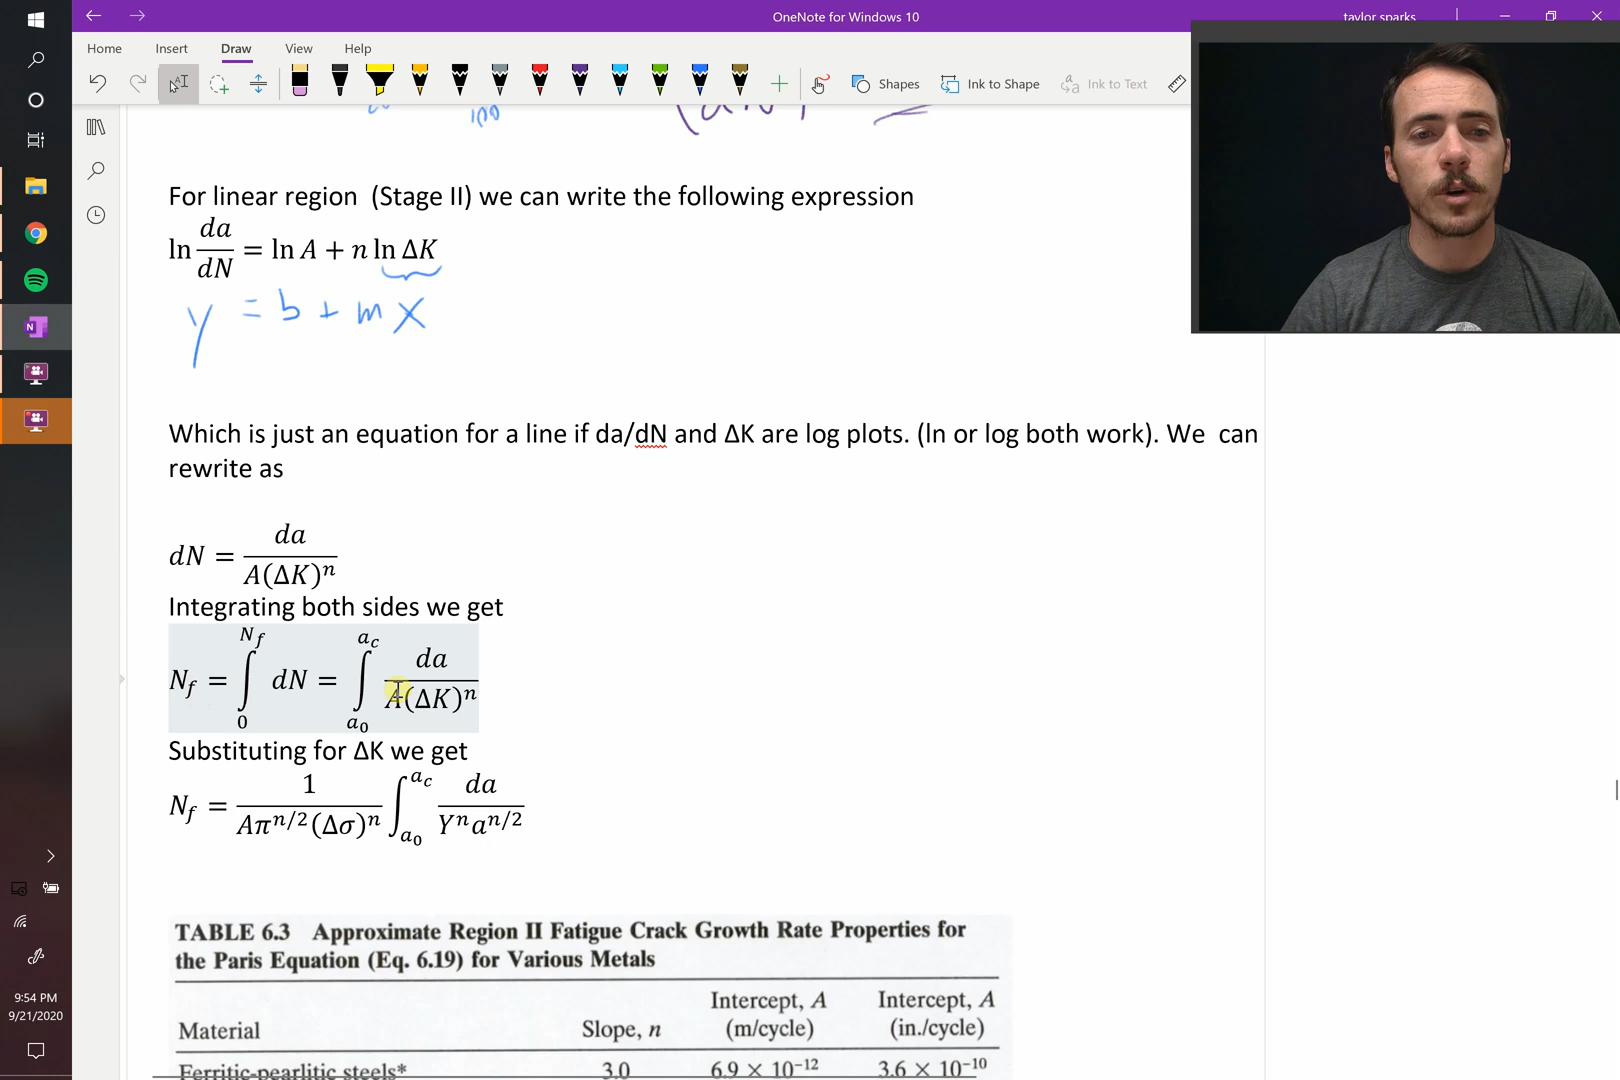 OneNote for Windows 10
taylor sparks
Home Insert Draw View Help
Shapes Ink to Shape Ink to Text
For linear region (Stage II) we can write the following expression
ln da/dN = ln A + n ln ΔK
y = b + m x
Which is just an equation for a line if da/dN and ΔK are log plots. (ln or log both work). We can
rewrite as
dN = da / A(ΔK)^n
Integrating both sides we get
N_f = ∫_0^{N_f} dN = ∫_{a_0}^{a_c} da / A(ΔK)^n
Substituting for ΔK we get
N_f = 1 / Aπ^{n/2}(Δσ)^n ∫_{a_0}^{a_c} da / Y^n a^{n/2}
TABLE 6.3 Approximate Region II Fatigue Crack Growth Rate Properties for
the Paris Equation (Eq. 6.19) for Various Metals
Material Slope, n Intercept, A (m/cycle) Intercept, A (in./cycle)
Ferritic-pearlitic steels* 3.0 6.9 × 10^−12 3.6 × 10^−10
9:54 PM
9/21/2020